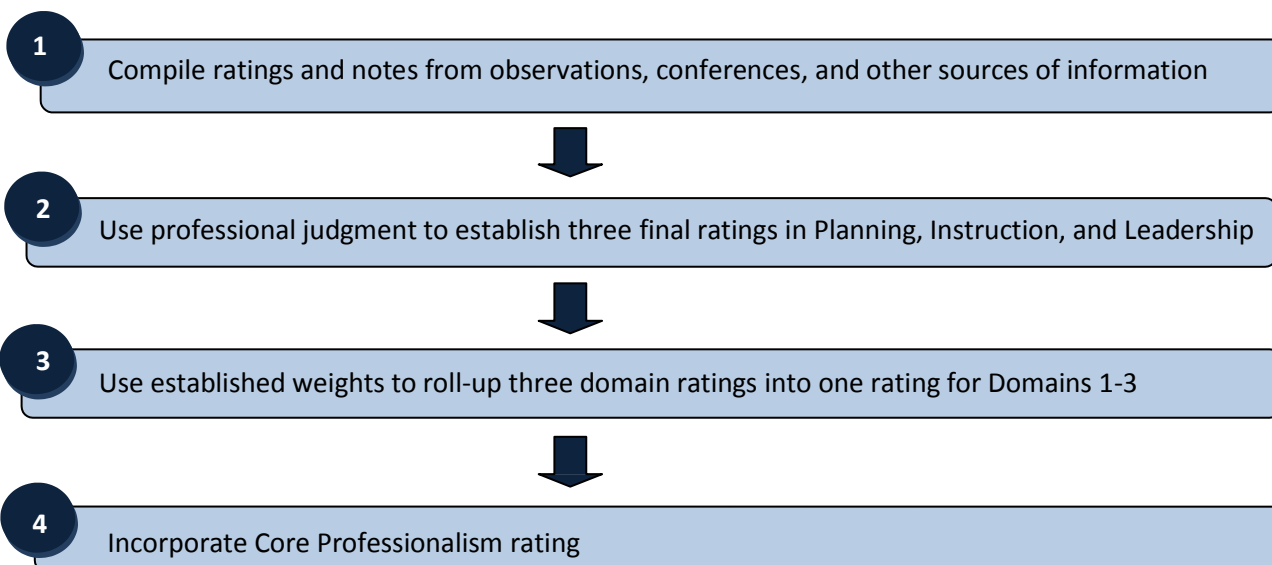 1
Compile ratings and notes from observations, conferences, and other sources of information
2
Use professional judgment to establish three final ratings in Planning, Instruction, and Leadership
3
Use established weights to roll-up three domain ratings into one rating for Domains 1-3
4
Incorporate Core Professionalism rating